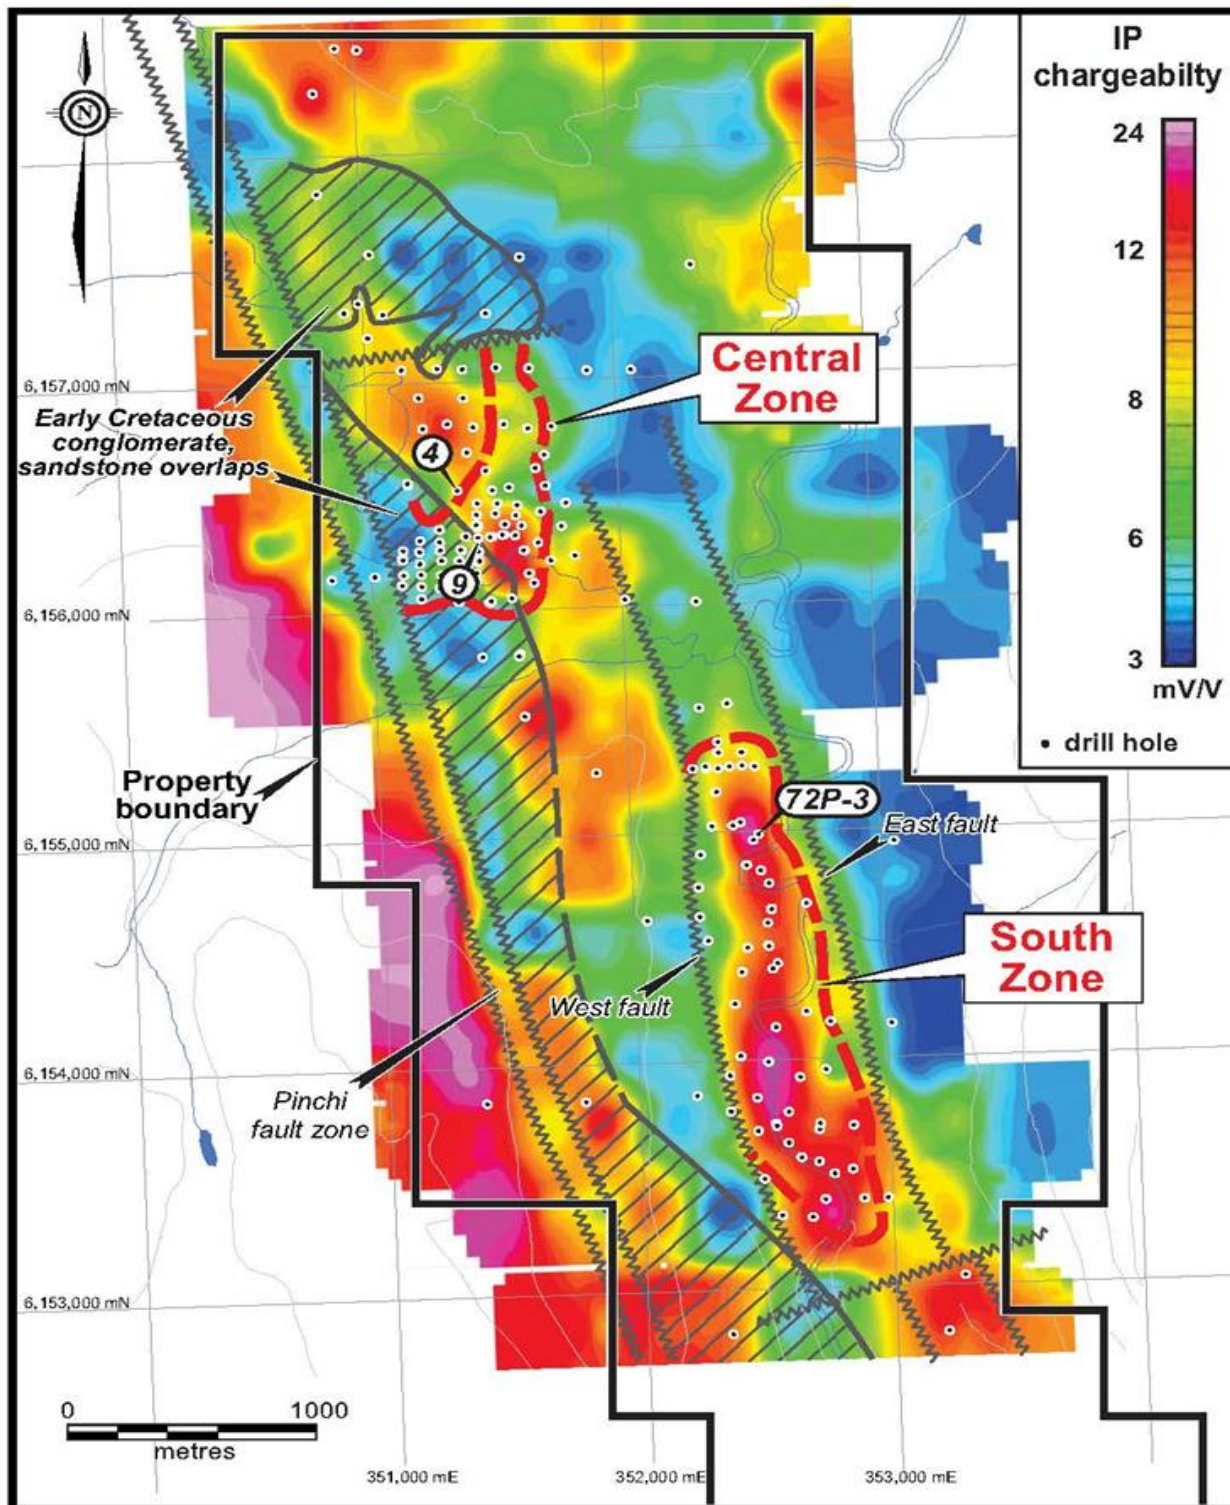 N
IP
chargeabilty
24
12
8
6
3
mV/V
• drill hole
Central
Zone
6,157,000 mN
Early Cretaceous
conglomerate,
sandstone overlaps
4
9
6,156,000 mN
Property
boundary
72P-3
East fault
6,155,000 mN
South
Zone
West fault
6,154,000 mN
Pinchi
fault zone
6,153,000 mN
0 1000
metres
351,000 mE 352,000 mE 353,000 mE